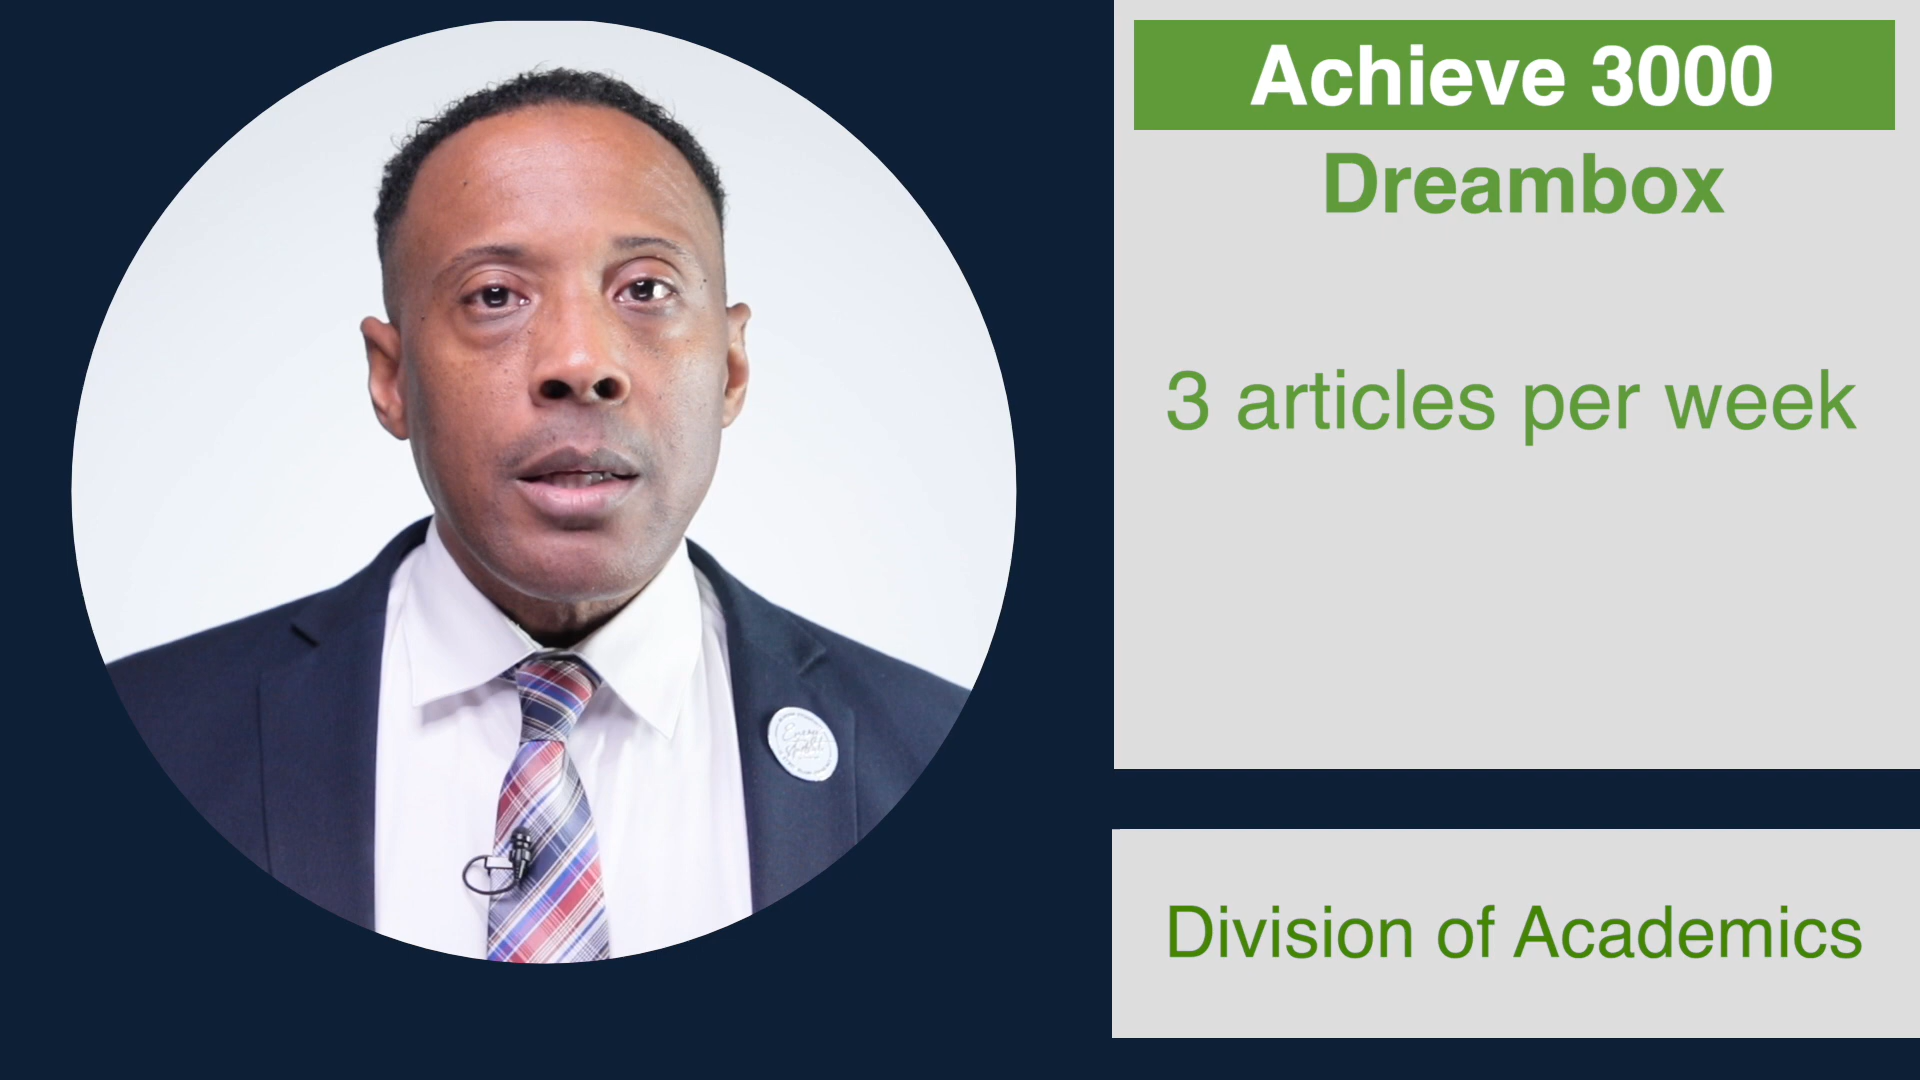 Achieve 3000
Dreambox
3 articles per week
Division of Academics